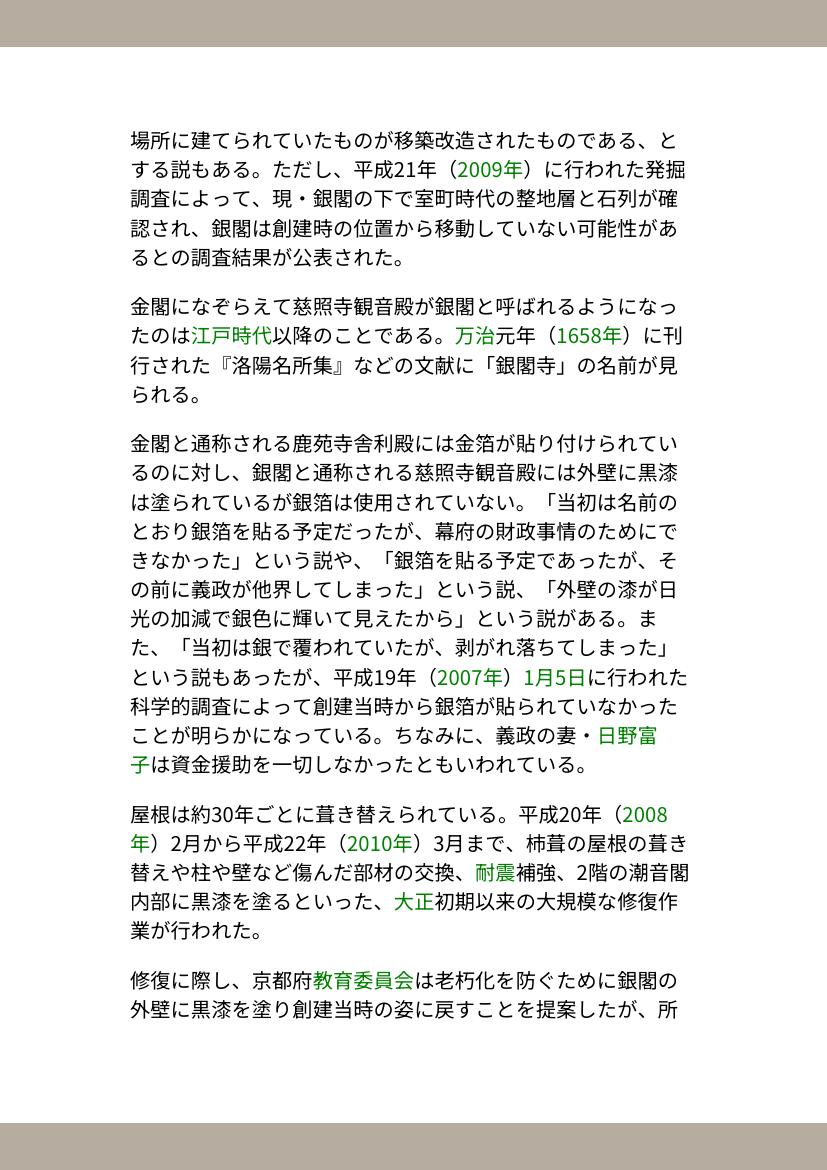 場所に建てられていたものが移築改造されたものである、と
する説もある。ただし、平成21年（2009年）に行われた発掘
調査によって、現・銀閣の下で室町時代の整地層と石列が確
認され、銀閣は創建時の位置から移動していない可能性があ
るとの調査結果が公表された。
金閣になぞらえて慈照寺観音殿が銀閣と呼ばれるようになっ
たのは江戸時代以降のことである。万治元年（1658年）に刊
行された『洛陽名所集』などの文献に「銀閣寺」の名前が見
られる。
金閣と通称される鹿苑寺舎利殿には金箔が貼り付けられてい
るのに対し、銀閣と通称される慈照寺観音殿には外壁に黒漆
は塗られているが銀箔は使用されていない。「当初は名前の
とおり銀箔を貼る予定だったが、幕府の財政事情のためにで
きなかった」という説や、「銀箔を貼る予定であったが、そ
の前に義政が他界してしまった」という説、「外壁の漆が日
光の加減で銀色に輝いて見えたから」という説がある。ま
た、「当初は銀で覆われていたが、剥がれ落ちてしまった」
という説もあったが、平成19年（2007年）1月5日に行われた
科学的調査によって創建当時から銀箔が貼られていなかった
ことが明らかになっている。ちなみに、義政の妻・日野富
子は資金援助を一切しなかったともいわれている。
屋根は約30年ごとに葺き替えられている。平成20年（2008
年）2月から平成22年（2010年）3月まで、杮葺の屋根の葺き
替えや柱や壁など傷んだ部材の交換、耐震補強、2階の潮音閣
内部に黒漆を塗るといった、大正初期以来の大規模な修復作
業が行われた。
修復に際し、京都府教育委員会は老朽化を防ぐために銀閣の
外壁に黒漆を塗り創建当時の姿に戻すことを提案したが、所